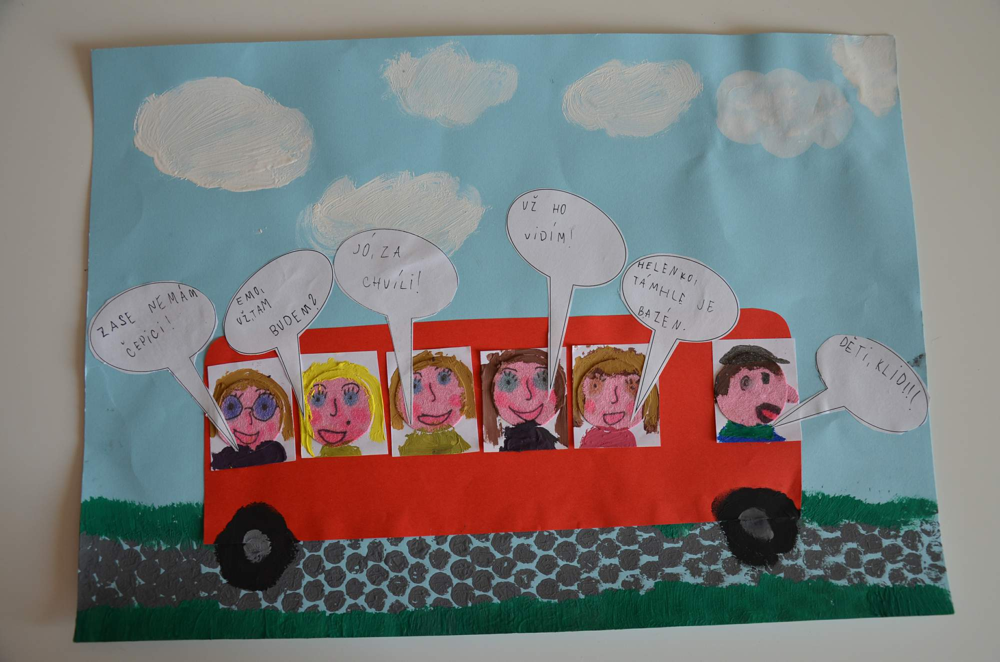 ZASE NEMÁM
ČEPICI!
EMO,
UŽ TAM
BUDEM?
JÓ, ZA
CHVÍLI!
UŽ HO
VIDÍM!
HELENKO,
TÁMHLE JE
BAZÉN.
DĚTI, KLID!!!